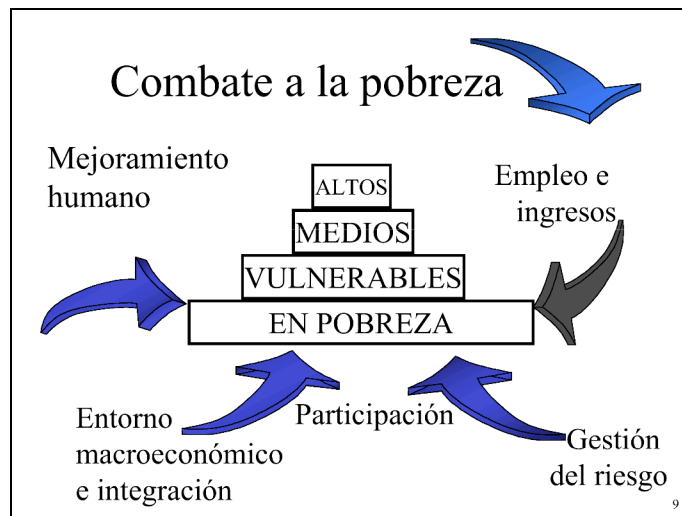 Combate a la pobreza
Mejoramiento
humano
ALTOS
MEDIOS
VULNERABLES
EN POBREZA
Empleo e
ingresos
Entorno
macroeconómico
e integración
Participación
Gestión
del riesgo
9